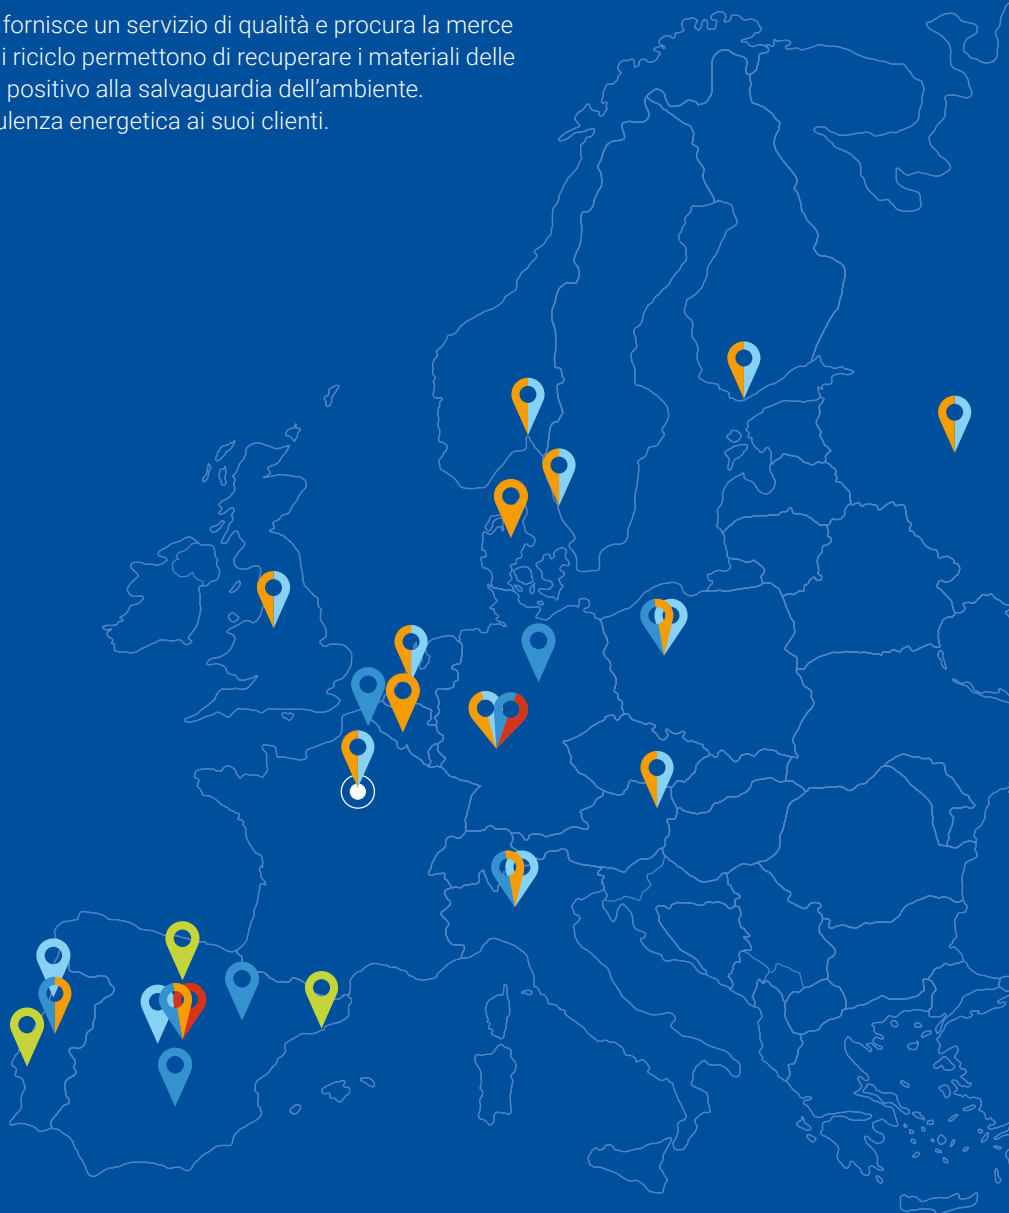 fornisce un servizio di qualità e procura la merce
i riciclo permettono di recuperare i materiali delle
positivo alla salvaguardia dell’ambiente.
ulenza energetica ai suoi clienti.